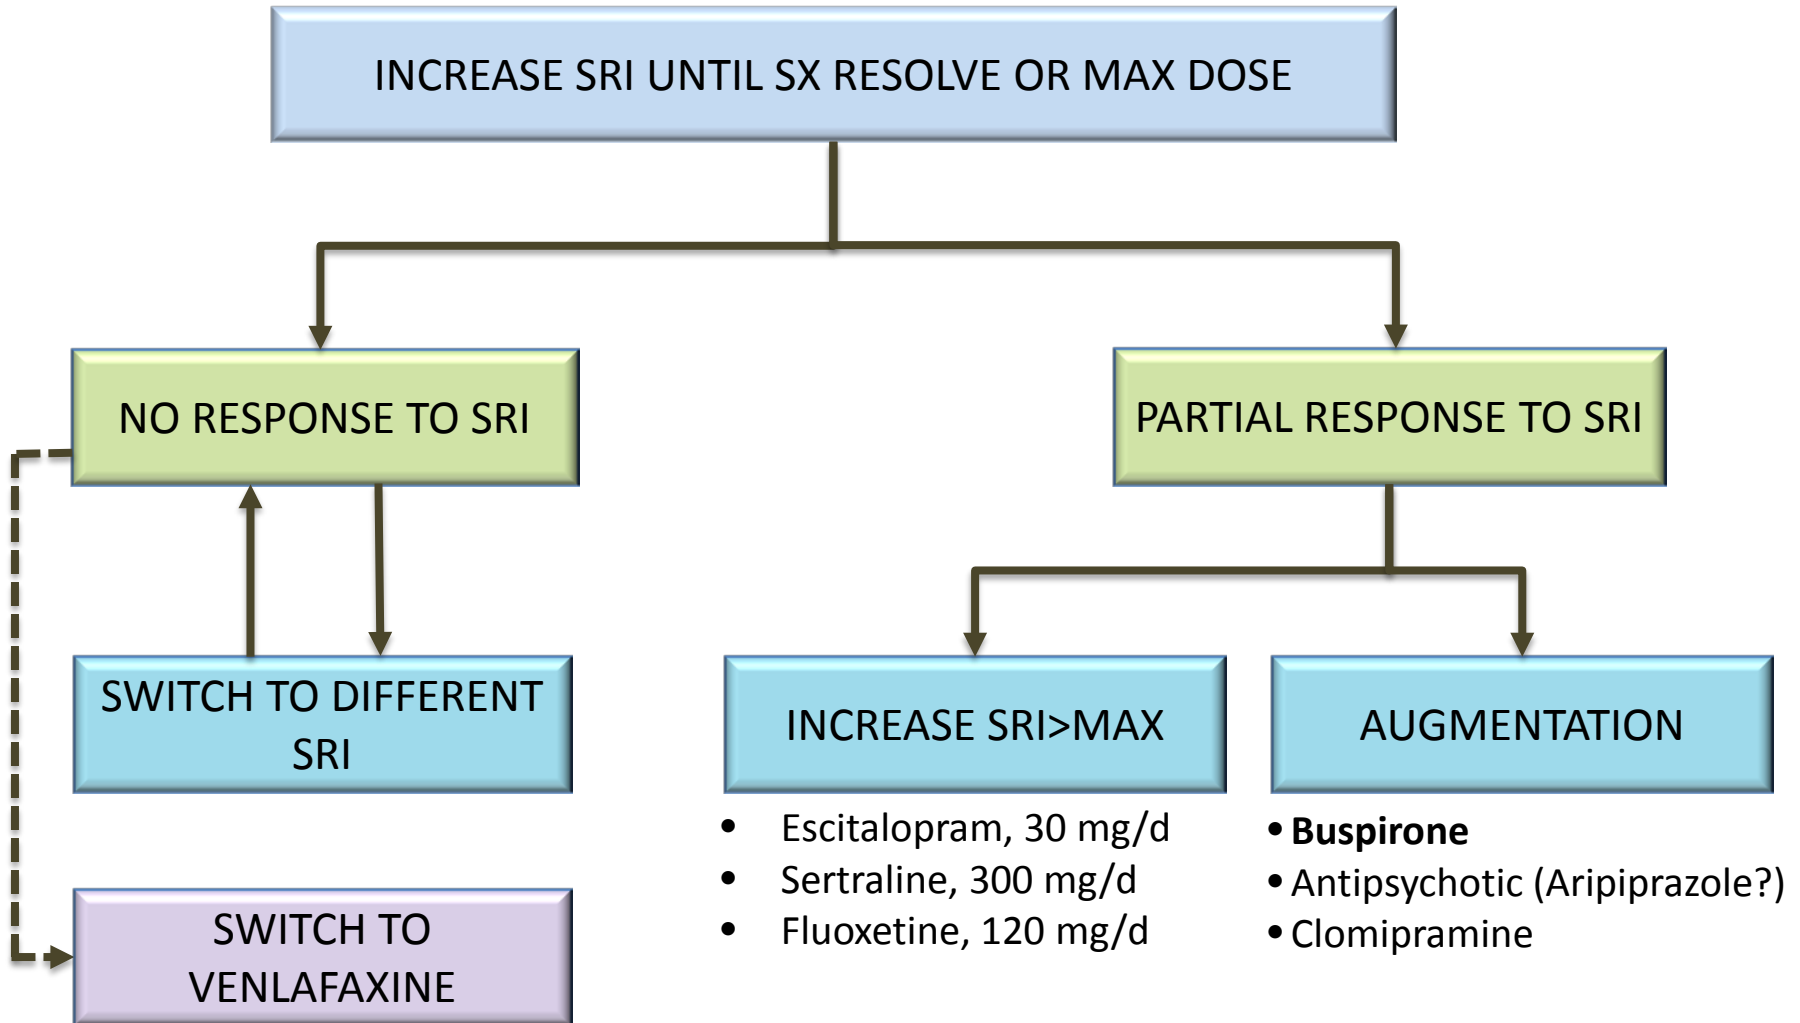 INCREASE SRI UNTIL SX RESOLVE OR MAX DOSE
NO RESPONSE TO SRI
PARTIAL RESPONSE TO SRI
SWITCH TO DIFFERENT
SRI
INCREASE SRI>MAX
AUGMENTATION
• Escitalopram, 30 mg/d
• Sertraline, 300 mg/d
• Fluoxetine, 120 mg/d
• Buspirone
• Antipsychotic (Aripiprazole?)
• Clomipramine
SWITCH TO
VENLAFAXINE